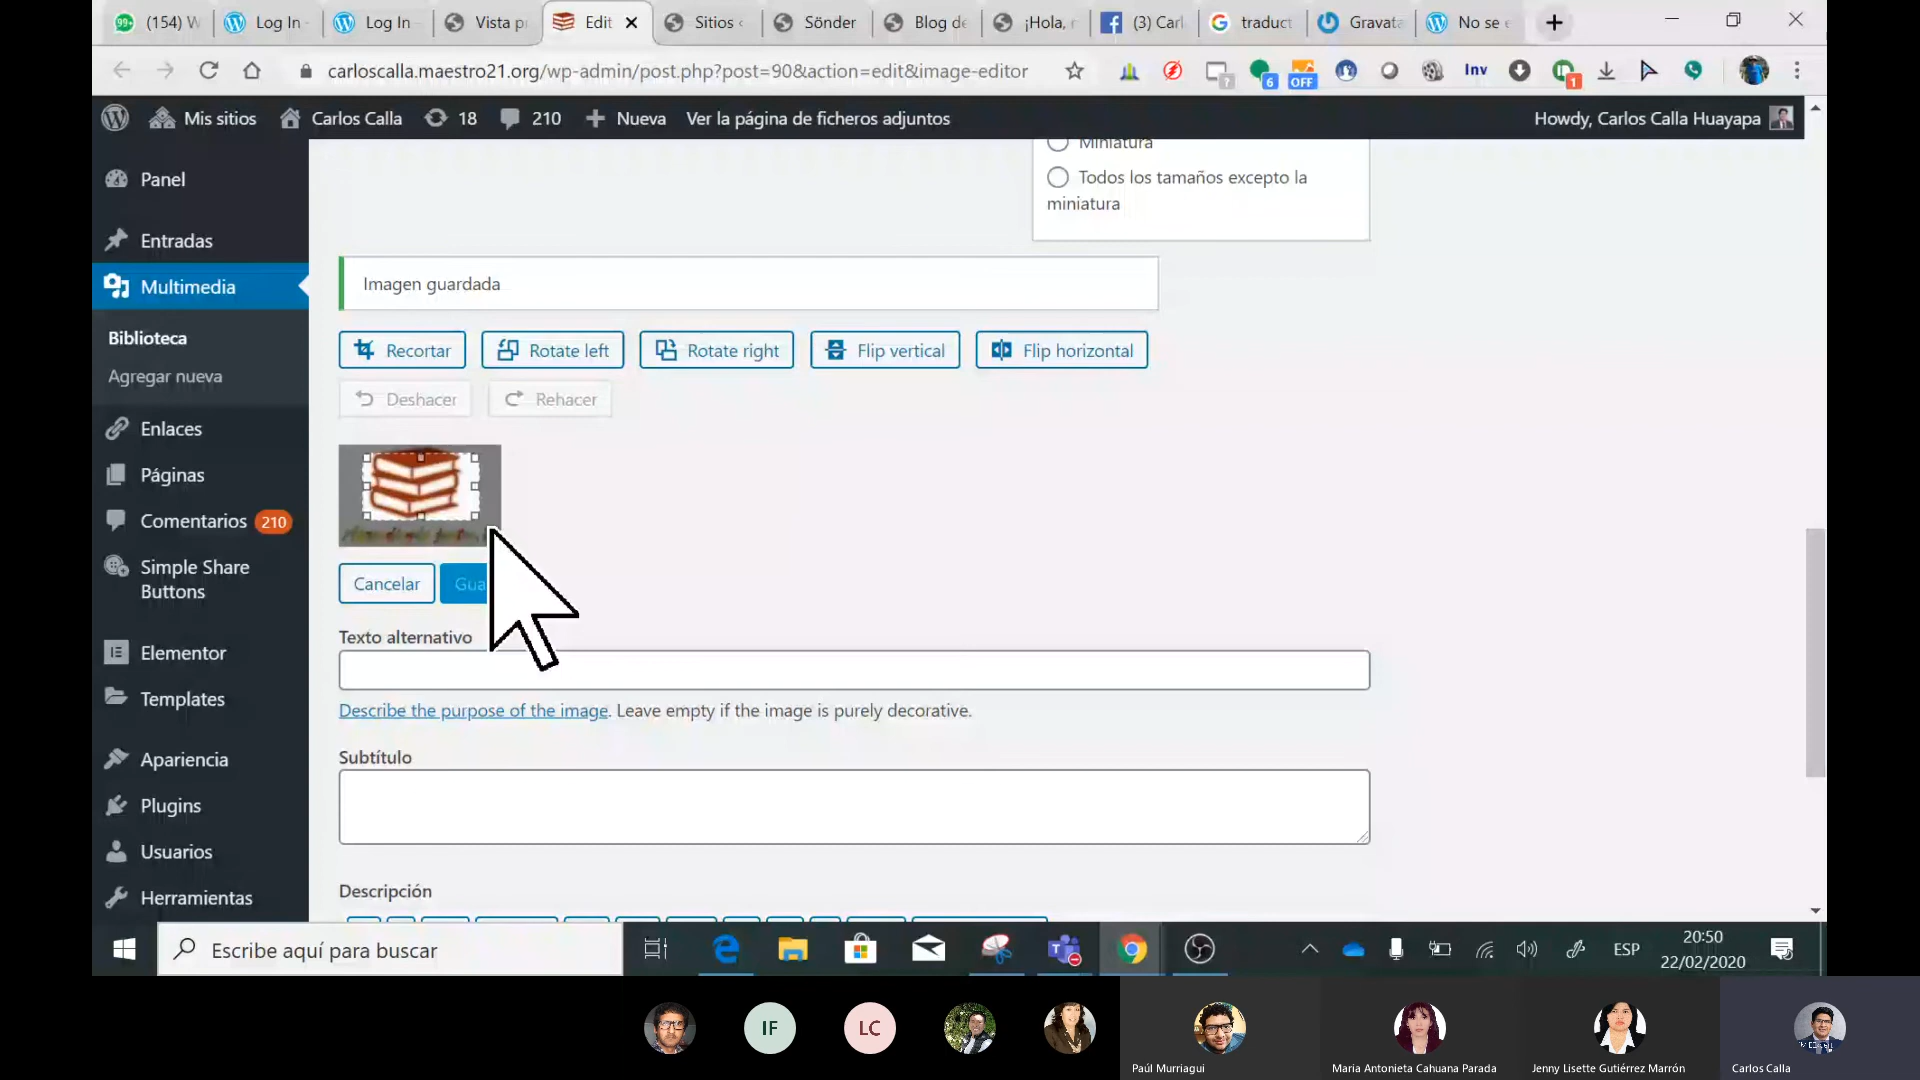 (154) W
Log In -
Log In
Vista p
Edit
Sitios
Sönder
Blog de
¡Hola,
(3) Carl
traduct
Gravata
No se e
carloscalla.maestro21.org/wp-admin/post.php?post=90&action=edit&image-editor
6
OFF
Inv
1
Mis sitios
Carlos Calla
18
210
Nueva
Ver la página de ficheros adjuntos
Howdy, Carlos Calla Huayapa
Panel
Entradas
Multimedia
Biblioteca
Agregar nueva
Enlaces
Páginas
Comentarios 210
Simple Share
Buttons
Elementor
Templates
Apariencia
Plugins
Usuarios
Herramientas
Miniatura
Todos los tamaños excepto la
miniatura
Imagen guardada
Recortar
Rotate left
Rotate right
Flip vertical
Flip horizontal
Deshacer
Rehacer
Cancelar
Gua
Texto alternativo
Describe the purpose of the image. Leave empty if the image is purely decorative.
Subtítulo
Descripción
Escribe aquí para buscar
ESP
20:50
22/02/2020
IF
LC
Paúl Murriagui
Maria Antonieta Cahuana Parada
Jenny Lisette Gutiérrez Marrón
Carlos Calla